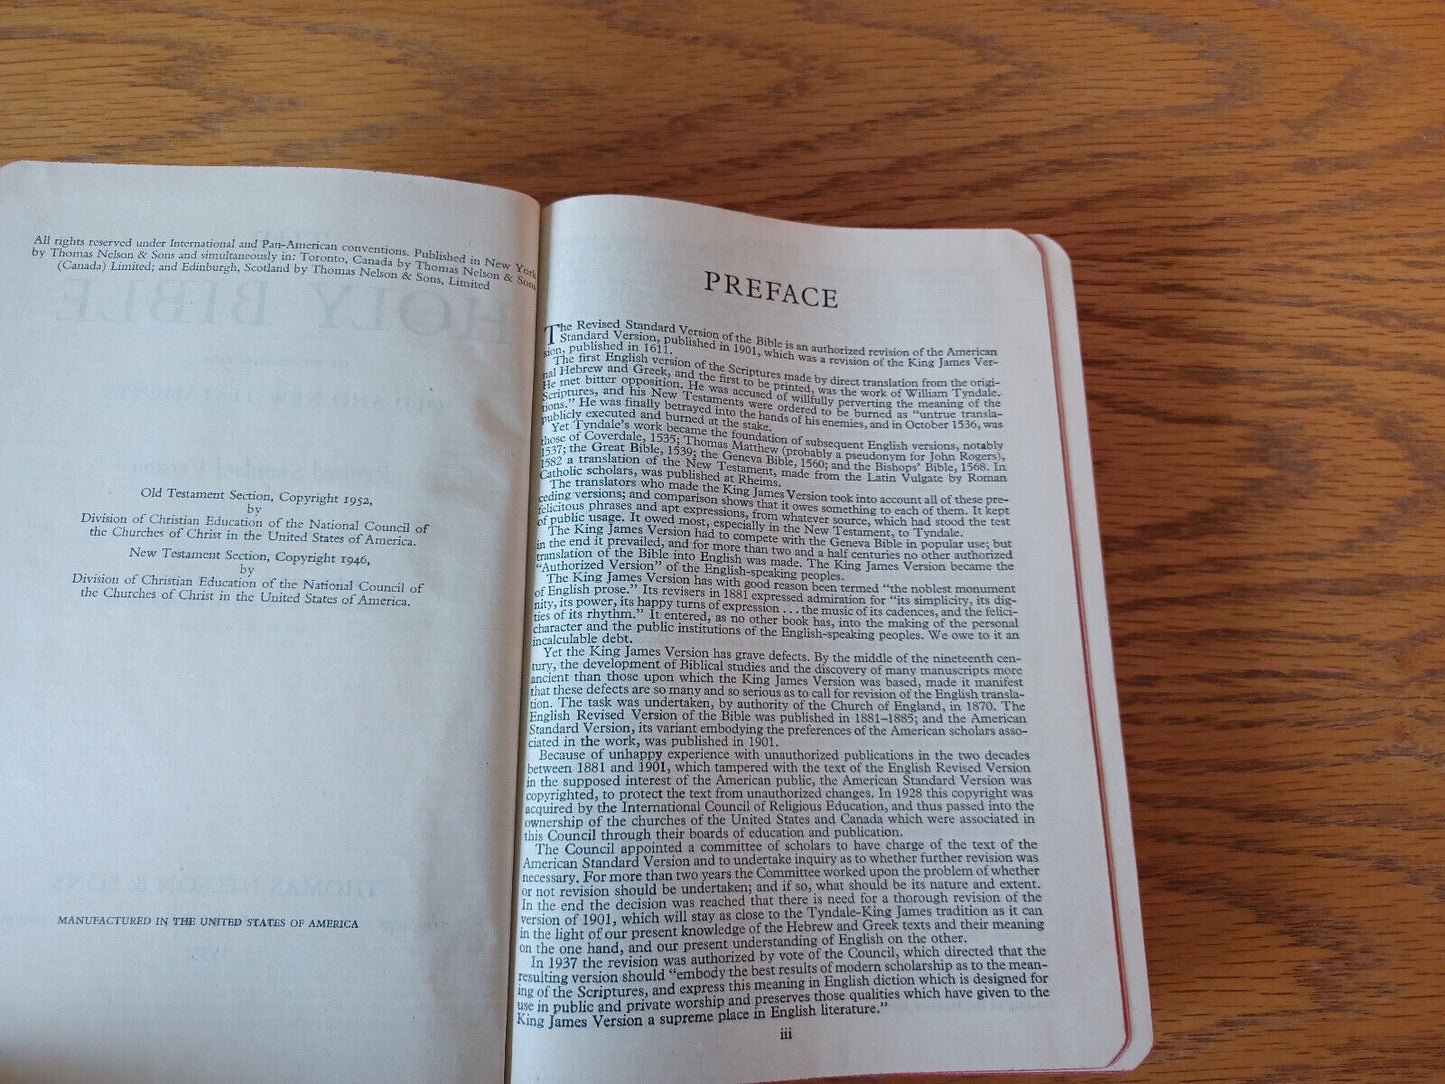 All rights reserved under International and Pan-American conventions. Published in New York
by Thomas Nelson & Sons and simultaneously in: Toronto, Canada by Thomas Nelson & Sons
(Canada) Limited; and Edinburgh, Scotland by Thomas Nelson & Sons, Limited
Old Testament Section, Copyright 1952,
by
Division of Christian Education of the National Council of
the Churches of Christ in the United States of America.
New Testament Section, Copyright 1946,
by
Division of Christian Education of the National Council of
the Churches of Christ in the United States of America.
MANUFACTURED IN THE UNITED STATES OF AMERICA
PREFACE
The Revised Standard Version of the Bible is an authorized revision of the American
Standard Version, published in 1901, which was a revision of the King James Ver-
sion, published in 1611.
The first English version of the Scriptures made by direct translation from the origi-
nal Hebrew and Greek, and the first to be printed, was the work of William Tyndale.
He met bitter opposition. He was accused of willfully perverting the meaning of the
Scriptures, and his New Testaments were ordered to be burned as "untrue transla-
tions." He was finally betrayed into the hands of his enemies, and in October 1536, was
publicly executed and burned at the stake.
Yet Tyndale's work became the foundation of subsequent English versions, notably
those of Coverdale, 1535; Thomas Matthew (probably a pseudonym for John Rogers),
1537; the Great Bible, 1539; the Geneva Bible, 1560; and the Bishops' Bible, 1568. In
1582 a translation of the New Testament, made from the Latin Vulgate by Roman
Catholic scholars, was published at Rheims.
The translators who made the King James Version took into account all of these pre-
ceding versions; and comparison shows that it owes something to each of them. It kept
felicitous phrases and apt expressions, from whatever source, which had stood the test
of public usage. It owed most, especially in the New Testament, to Tyndale.
The King James Version had to compete with the Geneva Bible in popular use; but
in the end it prevailed, and for more than two and a half centuries no other authorized
translation of the Bible into English was made. The King James Version became the
"Authorized Version" of the English-speaking peoples.
The King James Version has with good reason been termed "the noblest monument
of English prose." Its revisers in 1881 expressed admiration for "its simplicity, its dig-
nity, its power, its happy turns of expression . . . the music of its cadences, and the felici-
ties of its rhythm." It entered, as no other book has, into the making of the personal
character and the public institutions of the English-speaking peoples. We owe to it an
incalculable debt.
Yet the King James Version has grave defects. By the middle of the nineteenth cen-
tury, the development of Biblical studies and the discovery of many manuscripts more
ancient than those upon which the King James Version was based, made it manifest
that these defects are so many and so serious as to call for revision of the English transla-
tion. The task was undertaken, by authority of the Church of England, in 1870. The
English Revised Version of the Bible was published in 1881-1885; and the American
Standard Version, its variant embodying the preferences of the American scholars asso-
ciated in the work, was published in 1901.
Because of unhappy experience with unauthorized publications in the two decades
between 1881 and 1901, which tampered with the text of the English Revised Version
in the supposed interest of the American public, the American Standard Version was
copyrighted, to protect the text from unauthorized changes. In 1928 this copyright was
acquired by the International Council of Religious Education, and thus passed into the
ownership of the churches of the United States and Canada which were associated in
this Council through their boards of education and publication.
The Council appointed a committee of scholars to have charge of the text of the
American Standard Version and to undertake inquiry as to whether further revision was
necessary. For more than two years the Committee worked upon the problem of whether
or not revision should be undertaken; and if so, what should be its nature and extent.
In the end the decision was reached that there is need for a thorough revision of the
version of 1901, which will stay as close to the Tyndale-King James tradition as it can
in the light of our present knowledge of the Hebrew and Greek texts and their meaning
on the one hand, and our present understanding of English on the other.
In 1937 the revision was authorized by vote of the Council, which directed that the
resulting version should "embody the best results of modern scholarship as to the mean-
ing of the Scriptures, and express this meaning in English diction which is designed for
use in public and private worship and preserves those qualities which have given to the
King James Version a supreme place in English literature."
iii